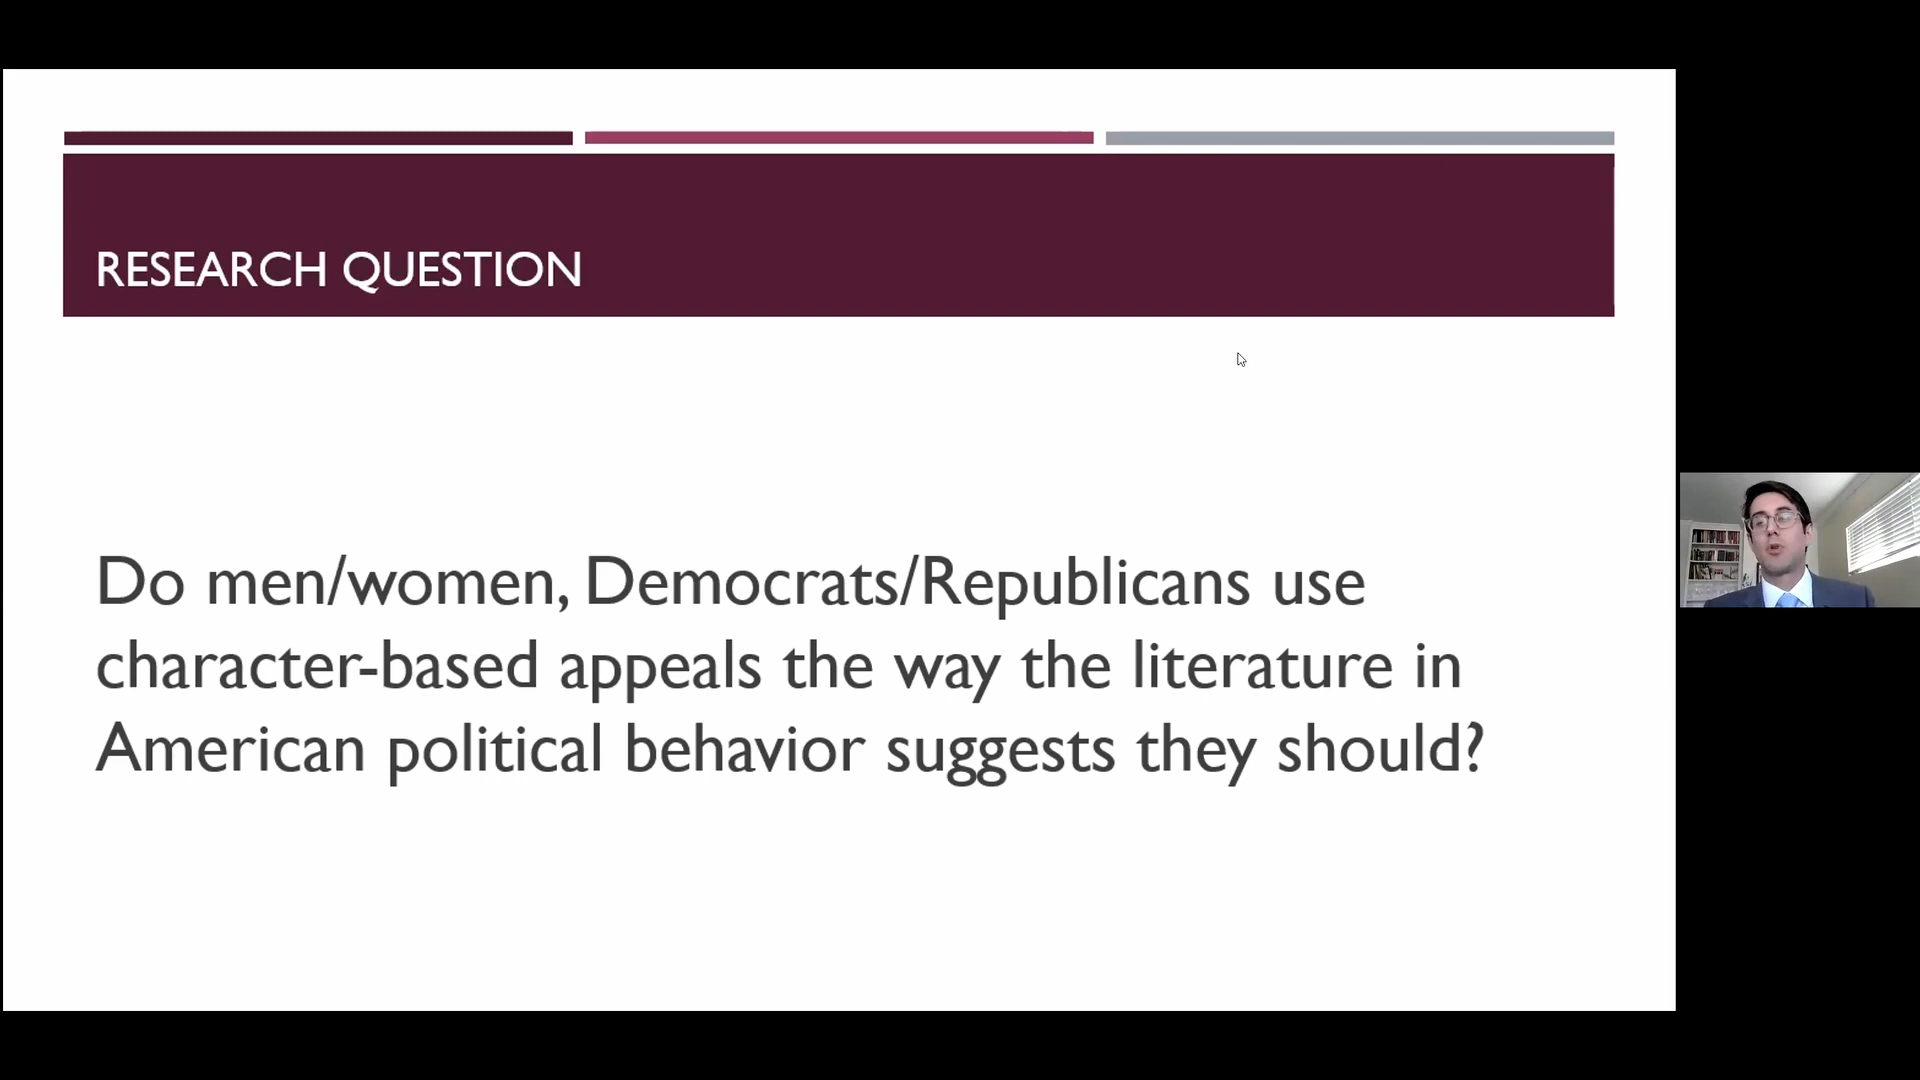 RESEARCH QUESTION
Do men/women, Democrats/Republicans use
character-based appeals the way the literature in
American political behavior suggests they should?